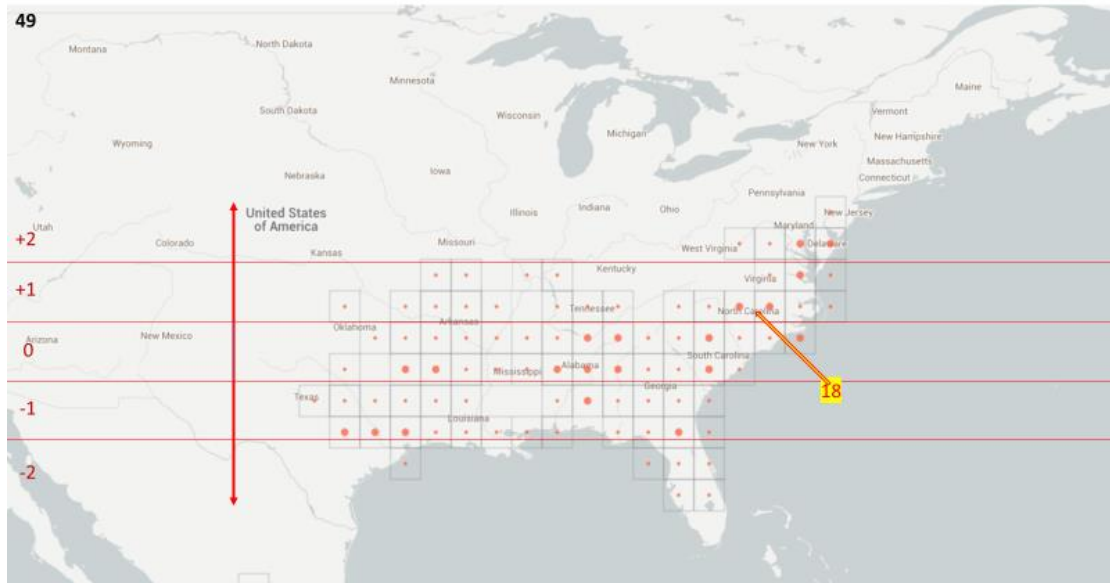 49
Montana
North Dakota
Minnesota
Maine
South Dakota
Wisconsin
Vermont
Michigan
New Hampshire
Wyoming
New York
Massachusetts
Iowa
Connecticut
Nebraska
Pennsylvania
United States
of America
Illinois
Indiana
Ohio
New Jersey
Utah
Maryland
+2
Colorado
Missouri
West Virginia
Delaware
Kansas
Kentucky
Virginia
+1
Tennessee
North Carolina
Oklahoma
Arkansas
Arizona
New Mexico
0
South Carolina
Mississippi
Alabama
Georgia
Texas
18
-1
Louisiana
-2